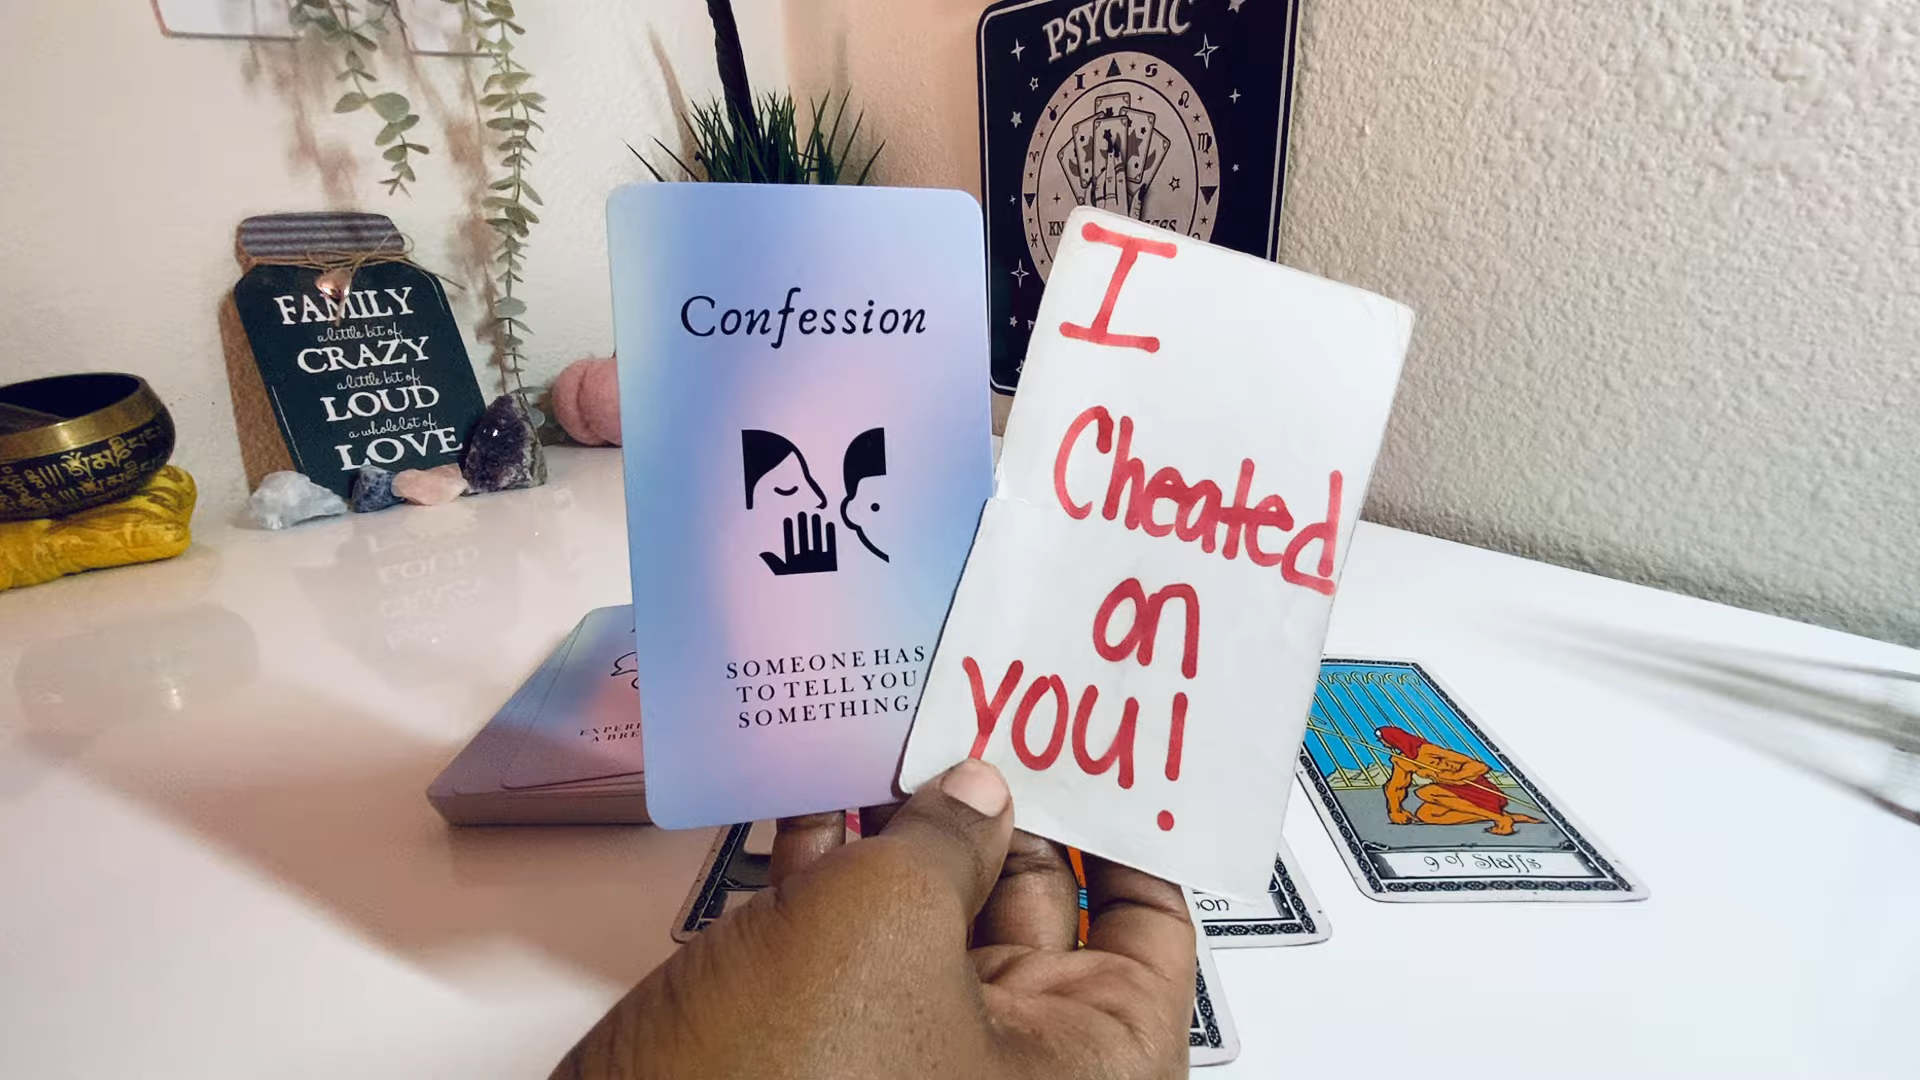 PSYCHIC
FAMILY
a little bit of
CRAZY
a little bit of
LOUD
a whole lot of
LOVE
Confession
SOMEONE HAS
TO TELL YOU
SOMETHING.
I
Cheated
on
you!
9 of Staffs